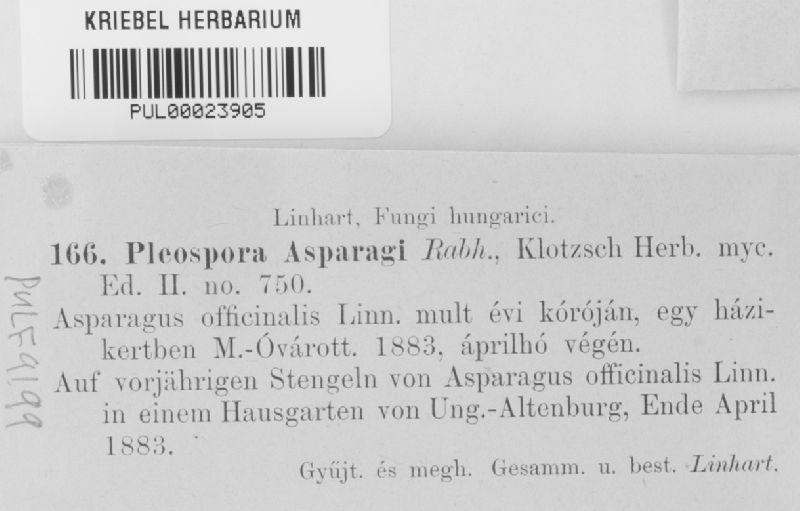 KRIEBEL HERBARIUM
PUL00023905
Linhart, Fungi hungarici.
166. Pleospora Asparagi Rabh., Klotzsch Herb. myc.
Ed. II. no. 750.
Asparagus officinalis Linn. mult évi kóróján, egy házi-
kertben M.-Óvárott. 1883, áprilhó végén.
Auf vorjährigen Stengeln von Asparagus officinalis Linn.
in einem Hausgarten von Ung.-Altenburg, Ende April
1883.
Gyűjt. és megh. Gesamm. u. best. Linhart.
PULF9199